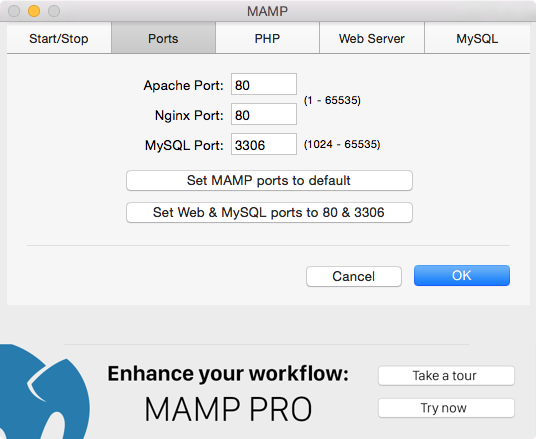 MAMP
Start/Stop Ports PHP Web Server MySQL
Apache Port: 80
(1 - 65535)
Nginx Port: 80
MySQL Port: 3306 (1024 - 65535)
Set MAMP ports to default
Set Web & MySQL ports to 80 & 3306
Cancel OK
Enhance your workflow:
MAMP PRO
Take a tour
Try now